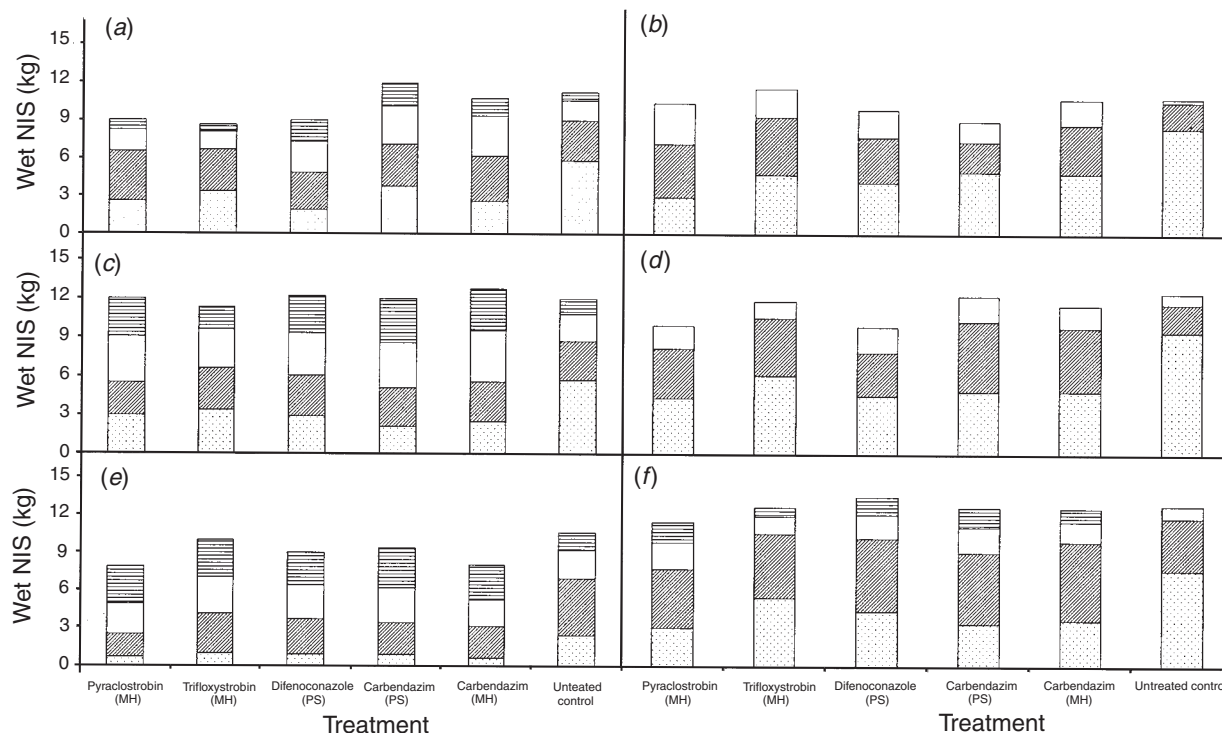 (a)
(b)
Wet NIS (kg)
15
12
9
6
3
0
(c)
(d)
Wet NIS (kg)
15
12
9
6
3
0
(e)
(f)
Wet NIS (kg)
15
12
9
6
3
0
Pyraclostrobin
(MH)
Trifloxystrobin
(MH)
Difenoconazole
(PS)
Carbendazim
(PS)
Carbendazim
(MH)
Unteated
control
Pyraclostrobin
(MH)
Trifloxystrobin
(MH)
Difenoconazole
(PS)
Carbendazim
(PS)
Carbendazim
(MH)
Untreated control
Treatment
Treatment